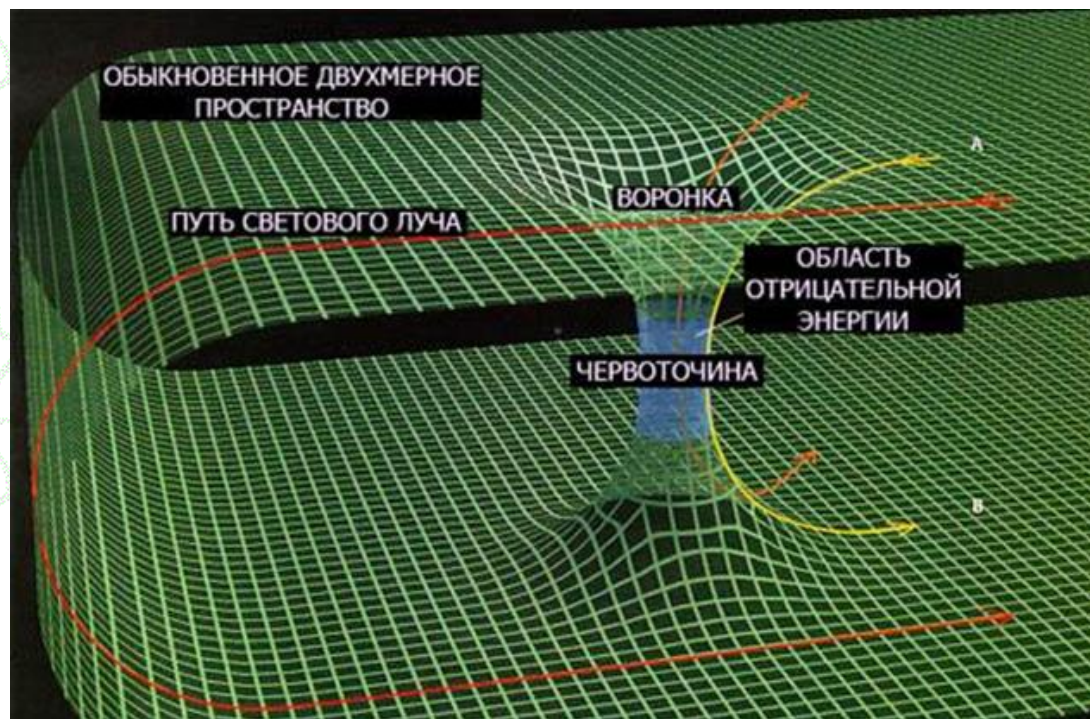 ОБЫКНОВЕННОЕ ДВУХМЕРНОЕ
ПРОСТРАНСТВО
A
ВОРОНКА
ПУТЬ СВЕТОВОГО ЛУЧА
ОБЛАСТЬ
ОТРИЦАТЕЛЬНОЙ
ЭНЕРГИИ
ЧЕРВОТОЧИНА
B